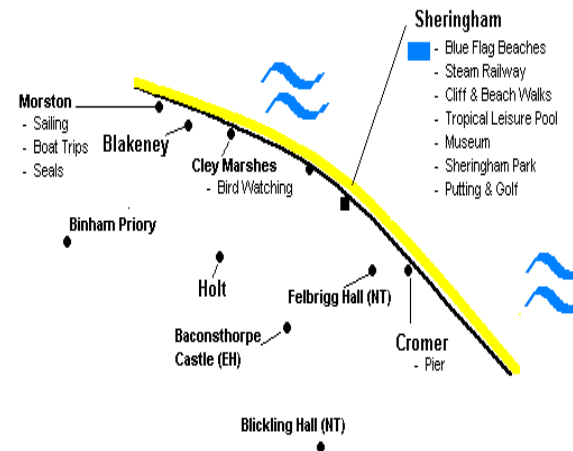 Sheringham
- Blue Flag Beaches
- Steam Railway
- Cliff & Beach Walks
- Tropical Leisure Pool
- Museum
- Sheringham Park
- Putting & Golf
Morston
- Sailing
- Boat Trips
- Seals
Blakeney
Cley Marshes
- Bird Watching
Binham Priory
Holt
Felbrigg Hall (NT)
Baconsthorpe
Castle (EH)
Cromer
- Pier
Blickling Hall (NT)